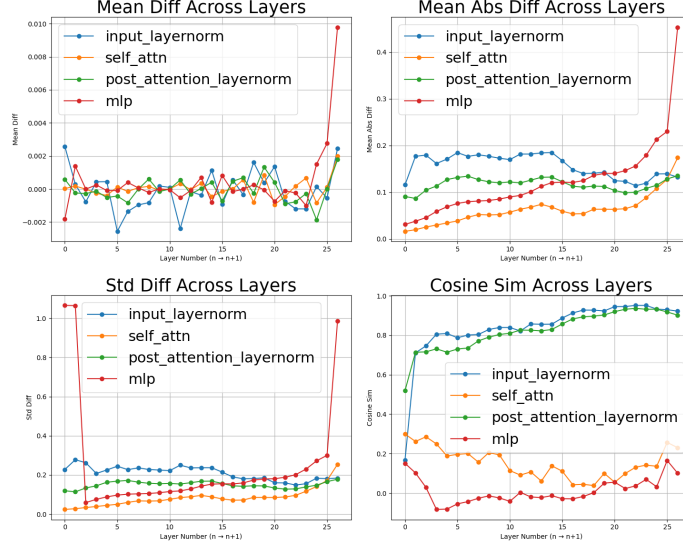 Mean Diff Across Layers
Mean Diff
0.010
0.008
0.006
0.004
0.002
0.000
−0.002
input_layernorm
self_attn
post_attention_layernorm
mlp
0
5
10
15
20
25
Layer Number (n → n+1)
Mean Abs Diff Across Layers
Mean Abs Diff
0.4
0.3
0.2
0.1
0.0
input_layernorm
self_attn
post_attention_layernorm
mlp
0
5
10
15
20
25
Layer Number (n → n+1)
Std Diff Across Layers
Std Diff
1.0
0.8
0.6
0.4
0.2
0.0
input_layernorm
self_attn
post_attention_layernorm
mlp
0
5
10
15
20
25
Layer Number (n → n+1)
Cosine Sim Across Layers
Cosine Sim
1.0
0.8
0.6
0.4
0.2
0.0
input_layernorm
self_attn
post_attention_layernorm
mlp
0
5
10
15
20
25
Layer Number (n → n+1)